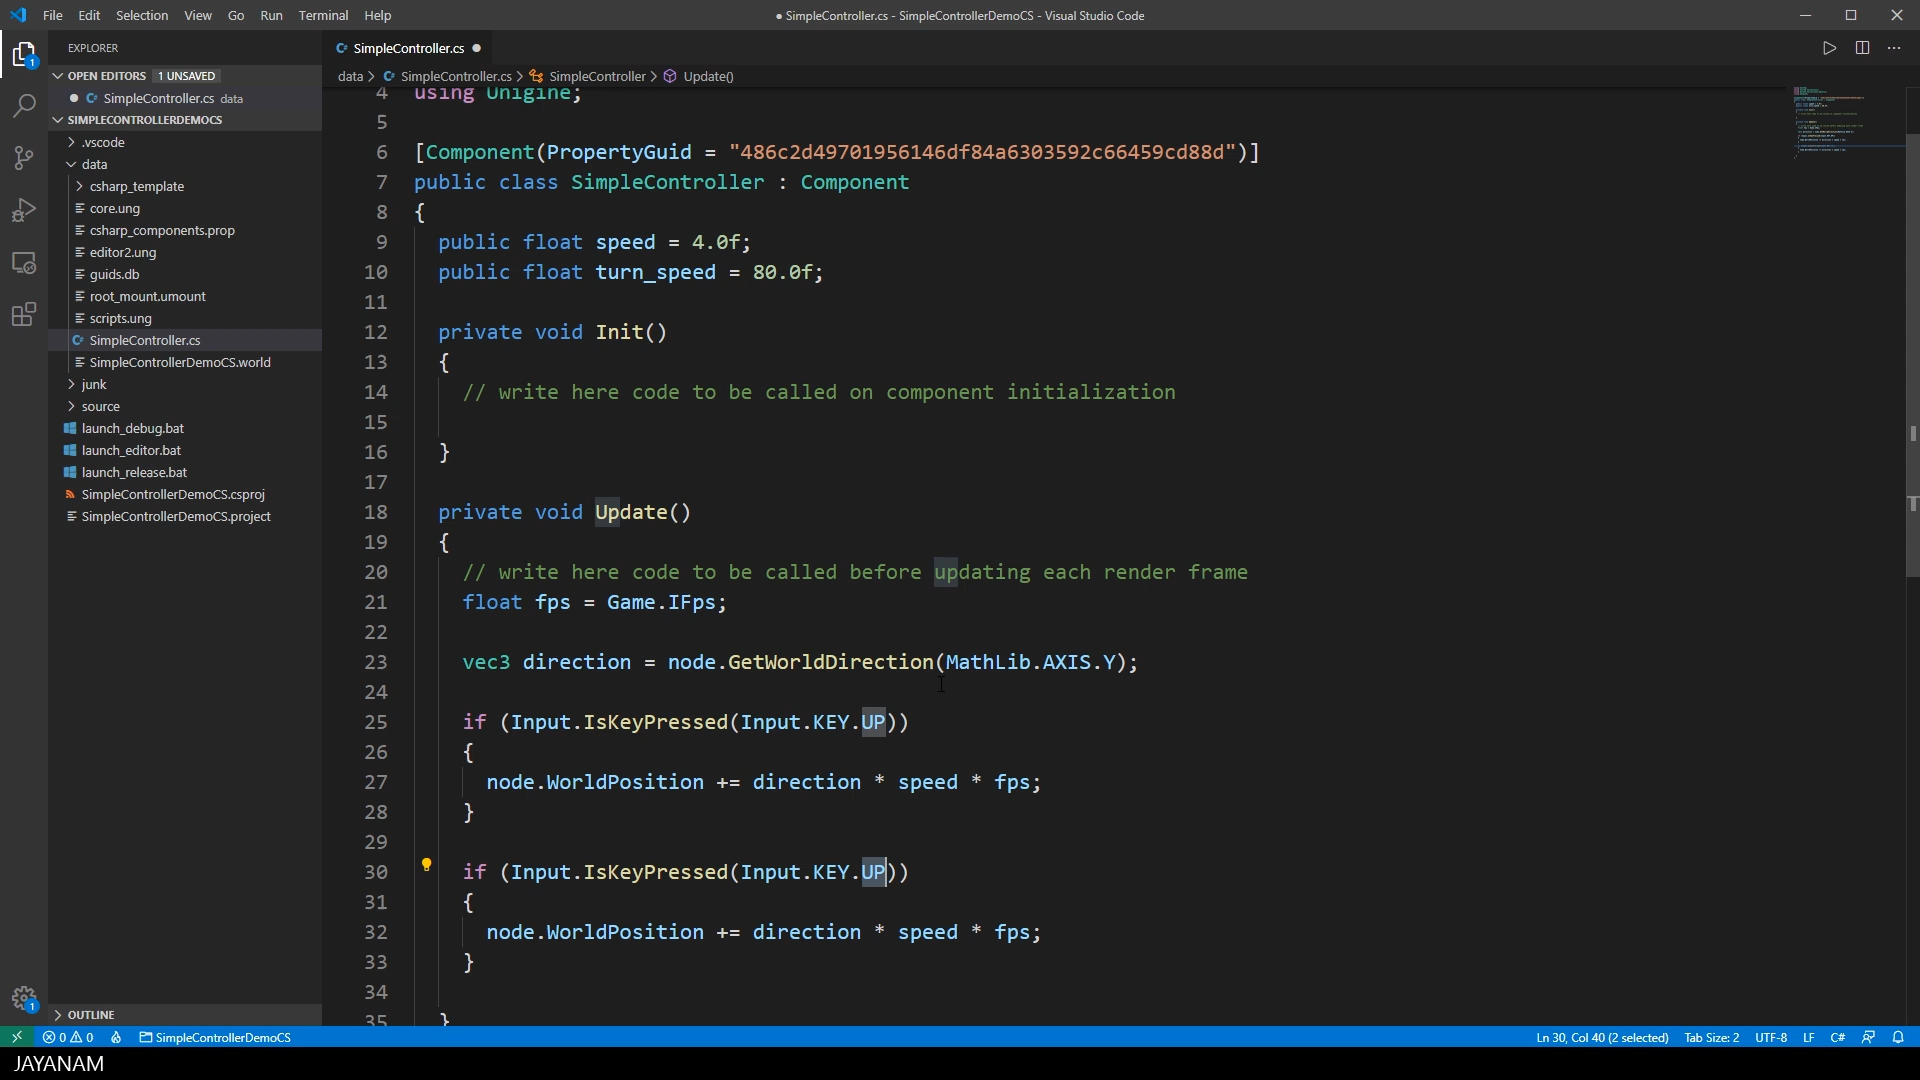 File Edit Selection View Go Run Terminal Help
● SimpleController.cs - SimpleControllerDemoCS - Visual Studio Code
EXPLORER
OPEN EDITORS 1 UNSAVED
SimpleController.cs data
SIMPLECONTROLLERDEMOCS
.vscode
data
csharp_template
core.ung
csharp_components.prop
editor2.ung
guids.db
root_mount.umount
scripts.ung
SimpleController.cs
SimpleControllerDemoCS.world
junk
source
launch_debug.bat
launch_editor.bat
launch_release.bat
SimpleControllerDemoCS.csproj
SimpleControllerDemoCS.project
OUTLINE
1
1
SimpleController.cs ●
data > SimpleController.cs > SimpleController > Update()
4 using Unigine;
5
6 [Component(PropertyGuid = "486c2d49701956146df84a6303592c66459cd88d")]
7 public class SimpleController : Component
8 {
9 public float speed = 4.0f;
10 public float turn_speed = 80.0f;
11
12 private void Init()
13 {
14 // write here code to be called on component initialization
15
16 }
17
18 private void Update()
19 {
20 // write here code to be called before updating each render frame
21 float fps = Game.IFps;
22
23 vec3 direction = node.GetWorldDirection(MathLib.AXIS.Y);
24
25 if (Input.IsKeyPressed(Input.KEY.UP))
26 {
27 node.WorldPosition += direction * speed * fps;
28 }
29
30 if (Input.IsKeyPressed(Input.KEY.UP))
31 {
32 node.WorldPosition += direction * speed * fps;
33 }
34
35 }
0 0 SimpleControllerDemoCS
Ln 30, Col 40 (2 selected) Tab Size: 2 UTF-8 LF C#
JAYANAM